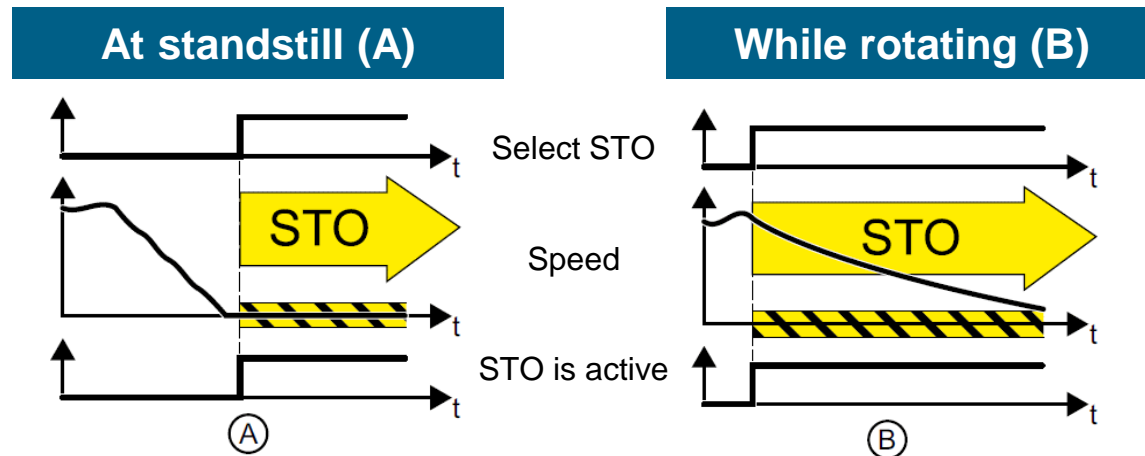 At standstill (A)
While rotating (B)
t
Select STO
t
STO
Speed
STO
t
t
STO is active
t
t
A
B